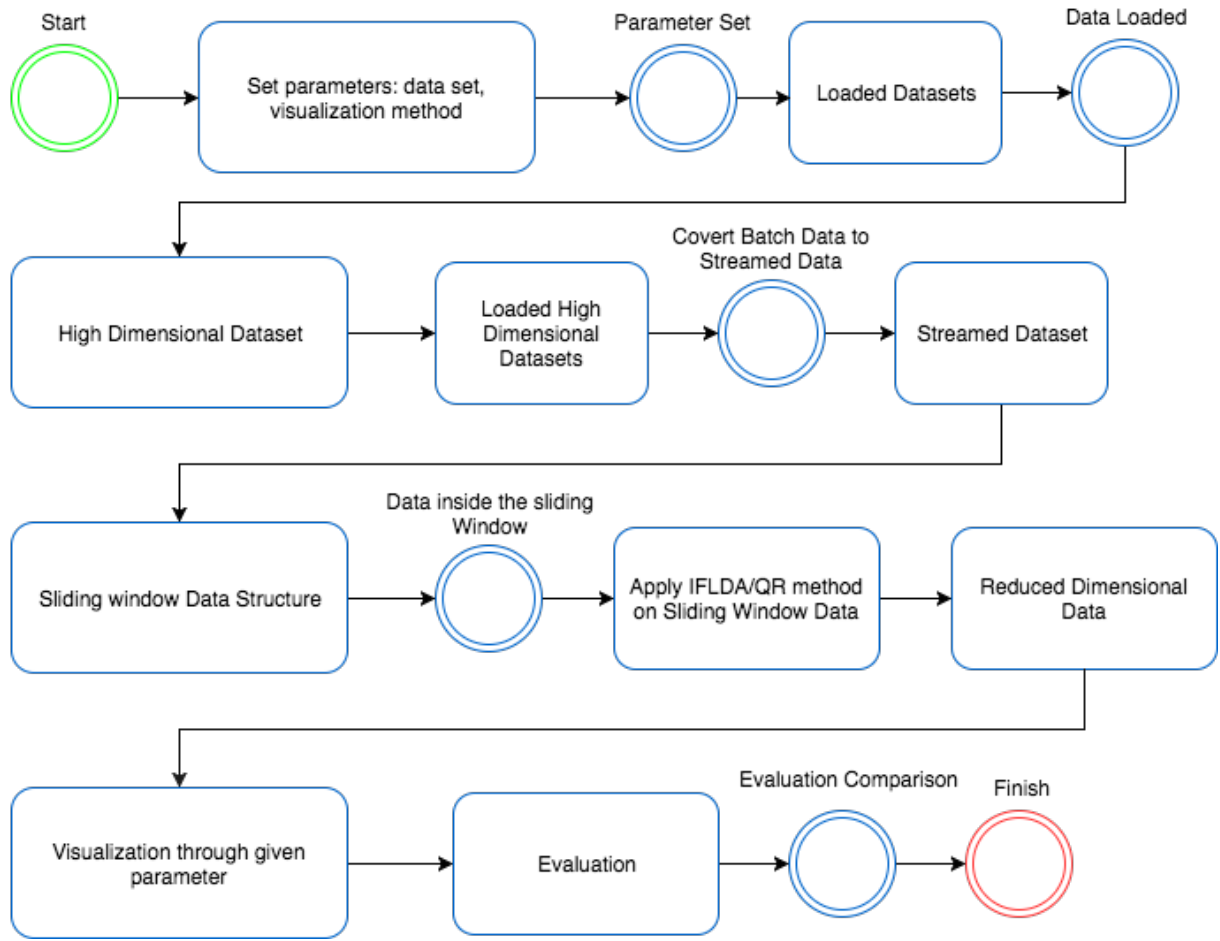 Start
Set parameters: data set,
visualization method
Parameter Set
Loaded Datasets
Data Loaded
High Dimensional Dataset
Loaded High
Dimensional
Datasets
Covert Batch Data to
Streamed Data
Streamed Dataset
Sliding window Data Structure
Data inside the sliding
Window
Apply IFLDA/QR method
on Sliding Window Data
Reduced Dimensional
Data
Visualization through given
parameter
Evaluation
Evaluation Comparison
Finish